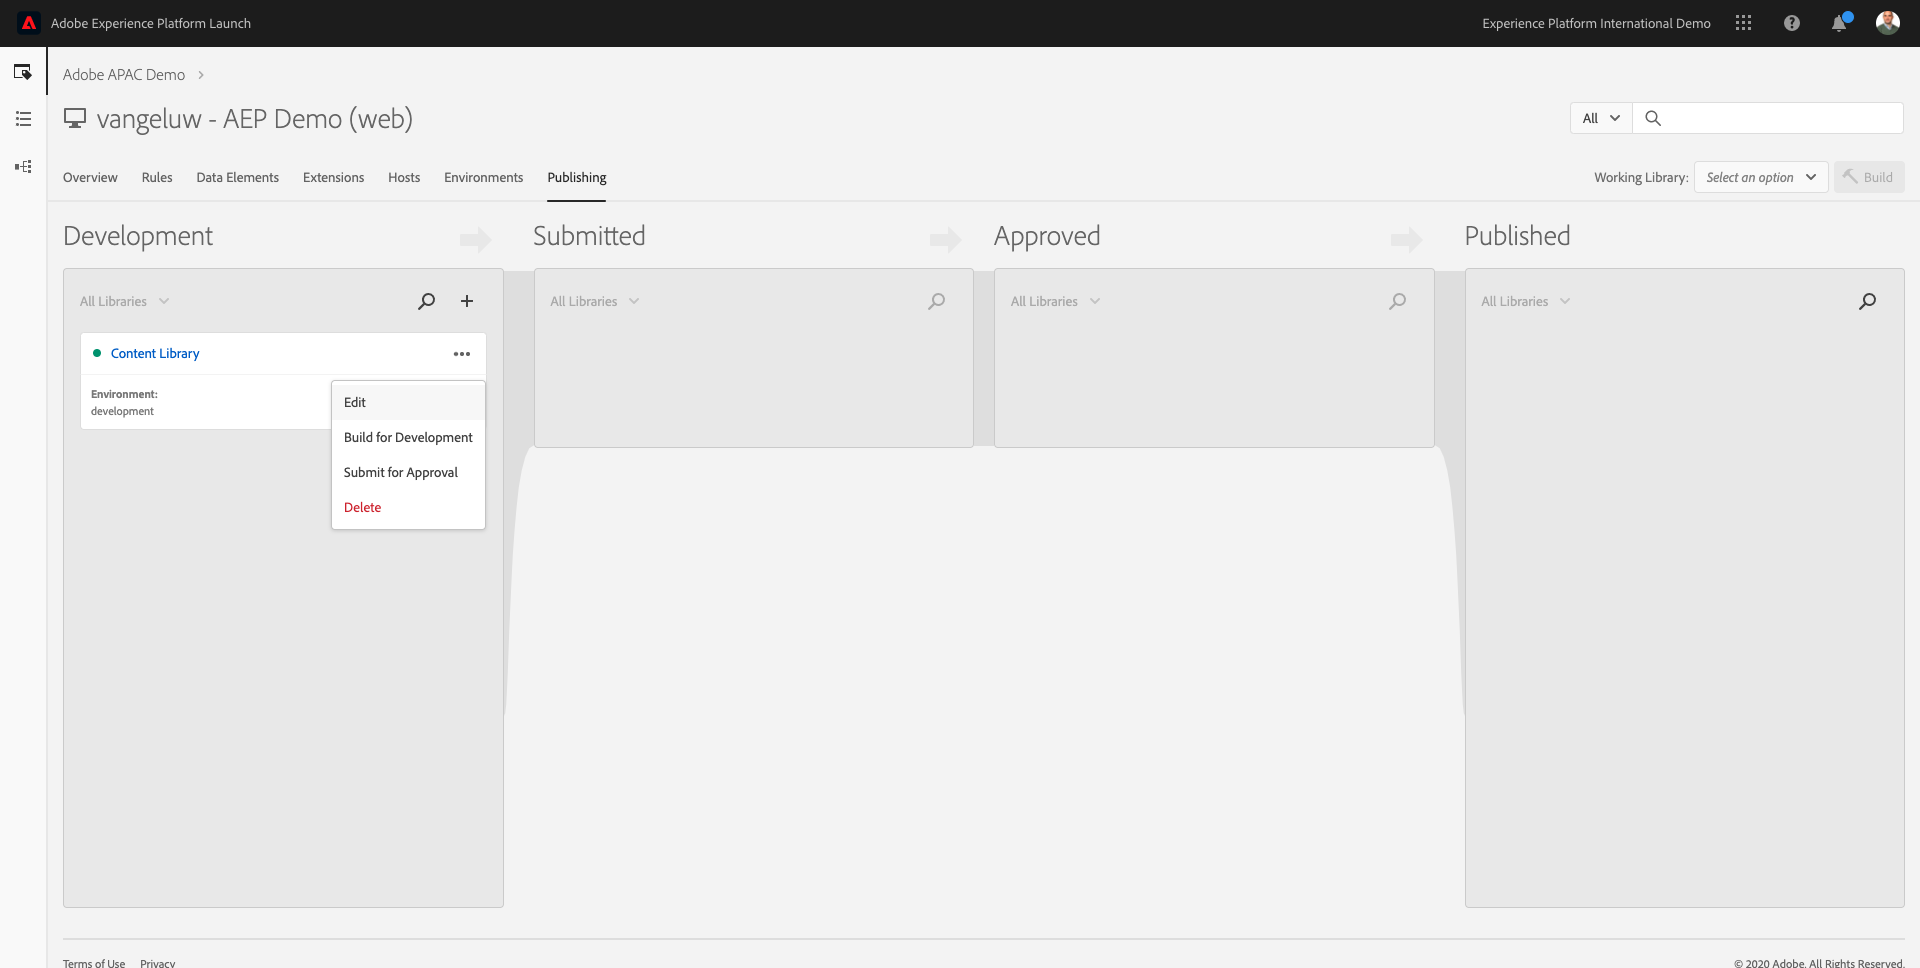 Adobe Experience Platform Launch
Experience Platform International Demo
Adobe APAC Demo
vangeluw - AEP Demo (web)
All
Overview Rules Data Elements Extensions Hosts Environments Publishing
Working Library: Select an option Build
Development Submitted Approved Published
All Libraries All Libraries All Libraries All Libraries
Content Library
Environment:
development
Edit
Build for Development
Submit for Approval
Delete
Terms of Use Privacy
© 2020 Adobe. All Rights Reserved.